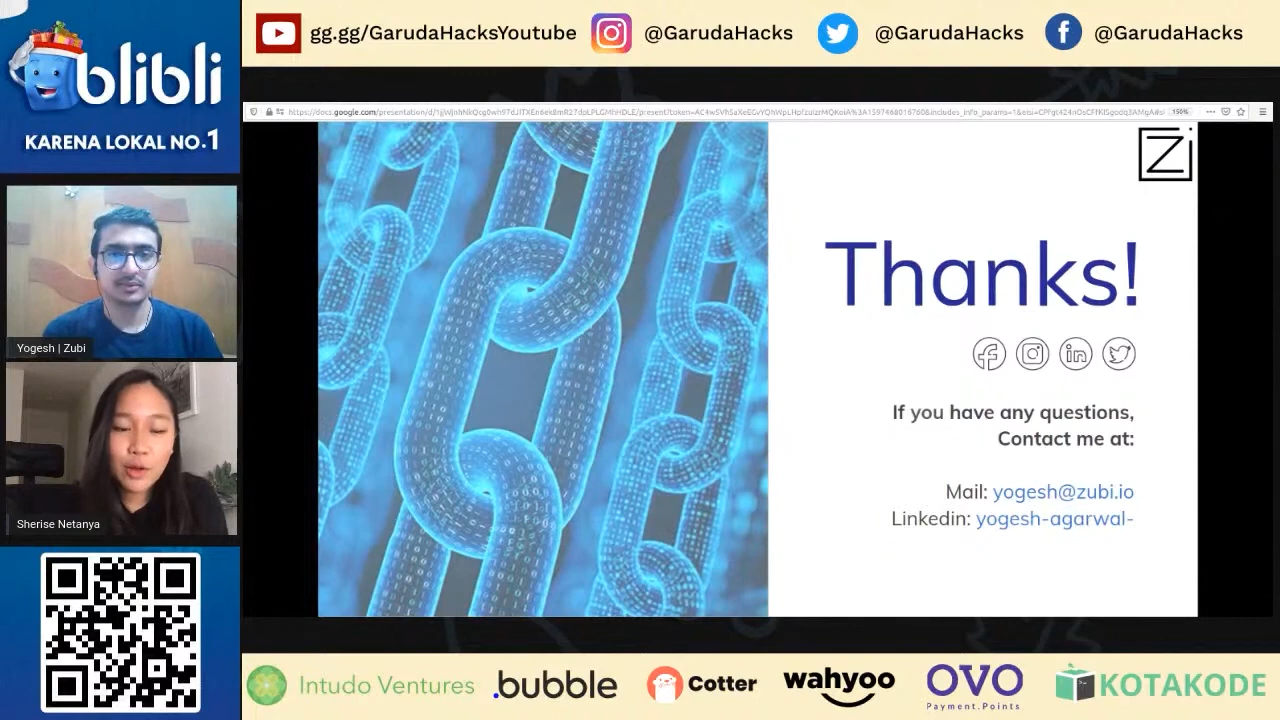 blibli
KARENA LOKAL NO.1
gg.gg/GarudaHacksYoutube
@GarudaHacks
@GarudaHacks
@GarudaHacks
150%
Yogesh | Zubi
Sherise Netanya
Zi
Thanks!
If you have any questions,
Contact me at:
Mail: yogesh@zubi.io
Linkedin: yogesh-agarwal-
Intudo Ventures
.bubble
Cotter
wahyoo
OVO
Payment.Points
KOTAKODE